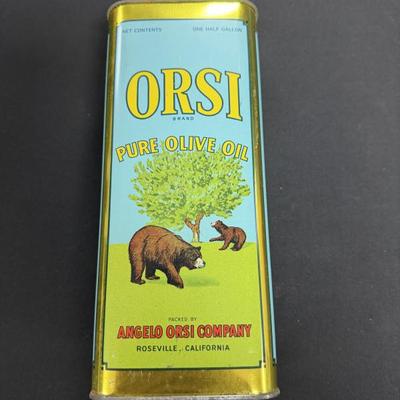 NET CONTENTS ONE HALF GALLON
ORSI
BRAND
PURE OLIVE OIL
PACKED BY
ANGELO ORSI COMPANY
ROSEVILLE, CALIFORNIA